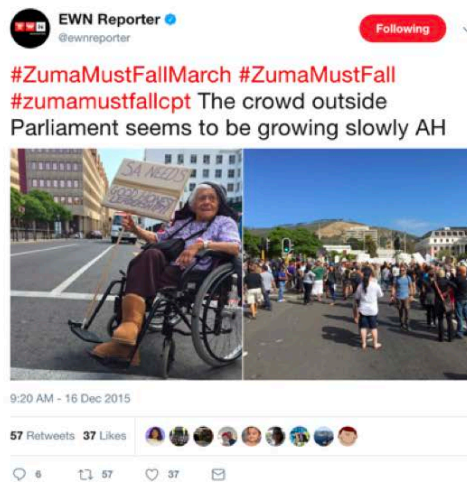 EWN Reporter
@ewnreporter
Following
#ZumaMustFallMarch #ZumaMustFall
#zumamustfallcpt The crowd outside
Parliament seems to be growing slowly AH
SA NEEDS
9:20 AM - 16 Dec 2015
57 Retweets 37 Likes
6 57 37